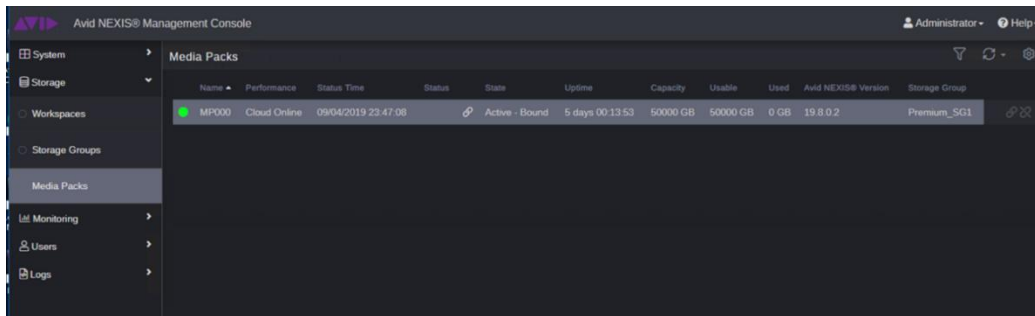 AVID Avid NEXIS® Management Console Administrator Help
System
Storage
Workspaces
Storage Groups
Media Packs
Monitoring
Users
Logs
Media Packs
Name Performance Status Time Status State Uptime Capacity Usable Used Avid NEXIS® Version Storage Group
MP000 Cloud Online 09/04/2019 23:47:08 Active - Bound 5 days 00:13:53 50000 GB 50000 GB 0 GB 19.8.0.2 Premium_SG1